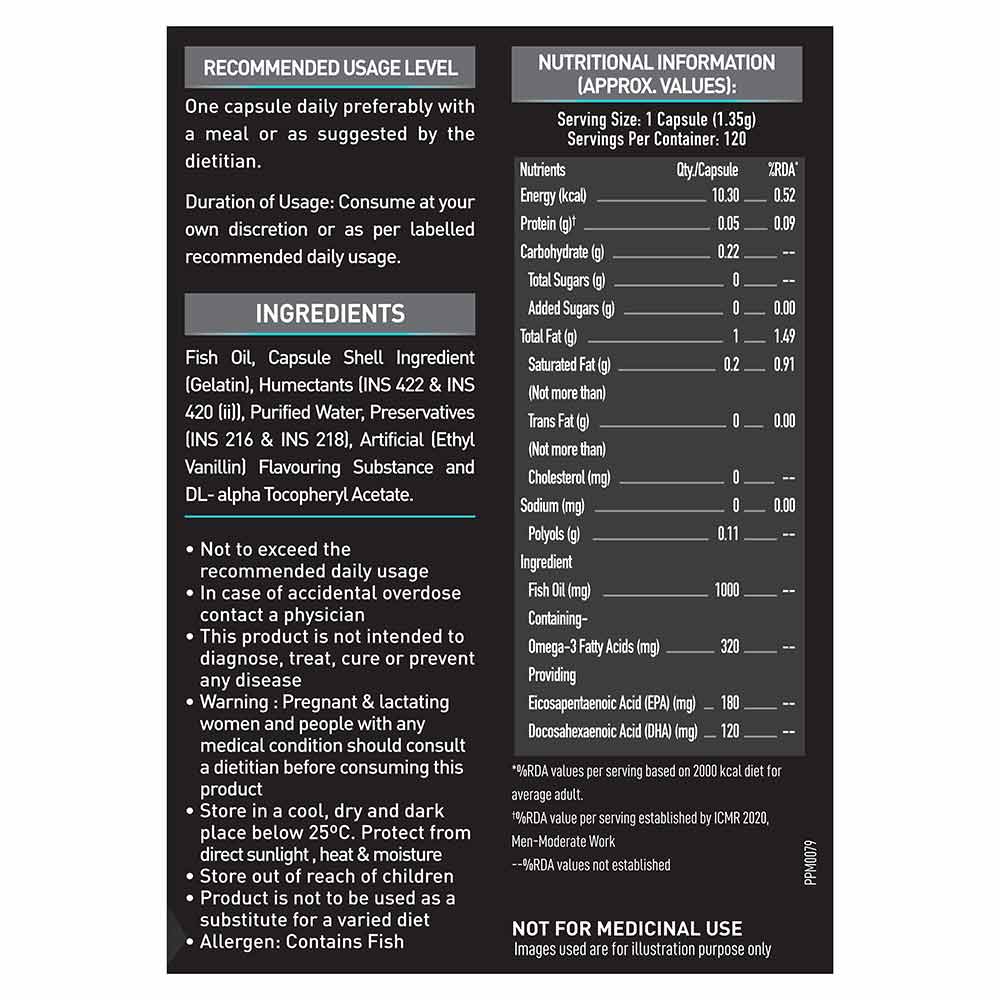 RECOMMENDED USAGE LEVEL
One capsule daily preferably with
a meal or as suggested by the
dietitian.
Duration of Usage: Consume at your
own discretion or as per labelled
recommended daily usage.
INGREDIENTS
Fish Oil, Capsule Shell Ingredient
(Gelatin), Humectants (INS 422 & INS
420 (ii)), Purified Water, Preservatives
(INS 216 & INS 218), Artificial (Ethyl
Vanillin) Flavouring Substance and
DL- alpha Tocopheryl Acetate.
• Not to exceed the
recommended daily usage
• In case of accidental overdose
contact a physician
• This product is not intended to
diagnose, treat, cure or prevent
any disease
• Warning : Pregnant & lactating
women and people with any
medical condition should consult
a dietitian before consuming this
product
• Store in a cool, dry and dark
place below 25ºC. Protect from
direct sunlight , heat & moisture
• Store out of reach of children
• Product is not to be used as a
substitute for a varied diet
• Allergen: Contains Fish
NUTRITIONAL INFORMATION
(APPROX. VALUES):
Serving Size: 1 Capsule (1.35g)
Servings Per Container: 120
Nutrients Qty./Capsule %RDA*
Energy (kcal) 10.30 0.52
Protein (g)† 0.05 0.09
Carbohydrate (g) 0.22 --
Total Sugars (g) 0 --
Added Sugars (g) 0 0.00
Total Fat (g) 1 1.49
Saturated Fat (g) 0.2 0.91
(Not more than)
Trans Fat (g) 0 0.00
(Not more than)
Cholesterol (mg) 0 --
Sodium (mg) 0 0.00
Polyols (g) 0.11 --
Ingredient
Fish Oil (mg) 1000 --
Containing-
Omega-3 Fatty Acids (mg) 320 --
Providing
Eicosapentaenoic Acid (EPA) (mg) 180 --
Docosahexaenoic Acid (DHA) (mg) 120 --
*%RDA values per serving based on 2000 kcal diet for
average adult.
†%RDA value per serving established by ICMR 2020,
Men-Moderate Work
--%RDA values not established
PPM0079
NOT FOR MEDICINAL USE
Images used are for illustration purpose only